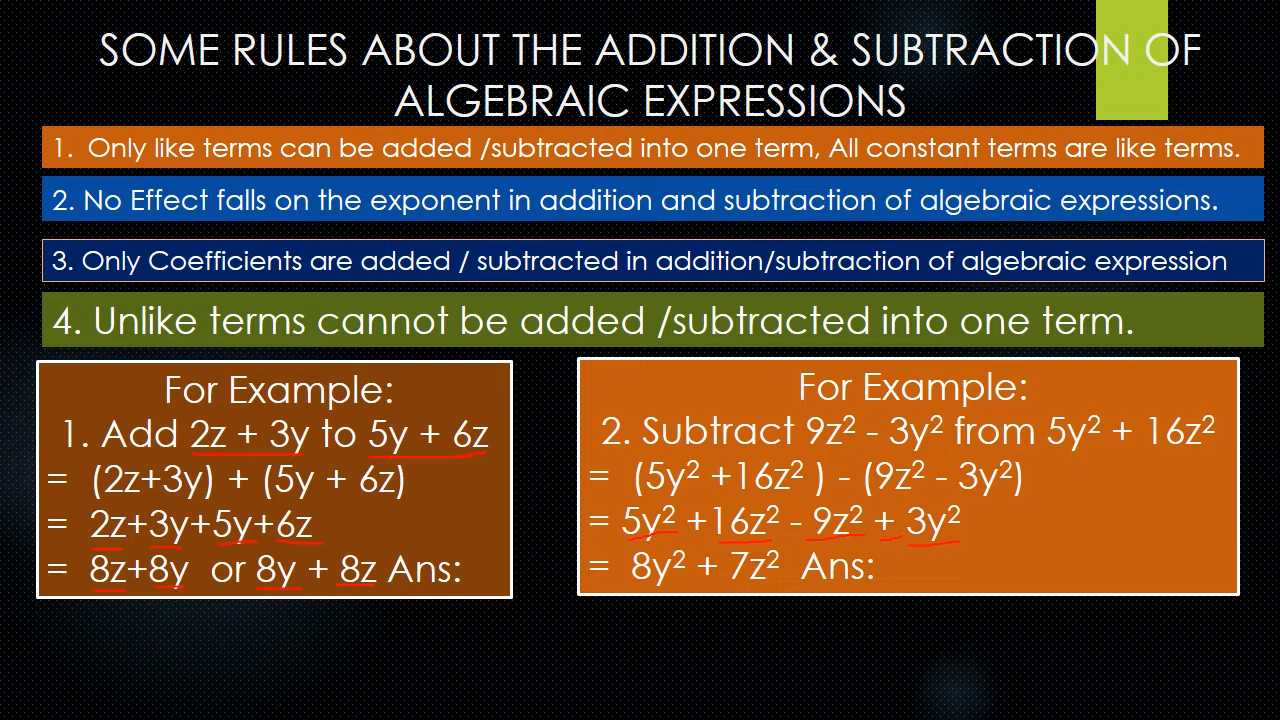 SOME RULES ABOUT THE ADDITION & SUBTRACTION OF
ALGEBRAIC EXPRESSIONS
1. Only like terms can be added /subtracted into one term, All constant terms are like terms.
2. No Effect falls on the exponent in addition and subtraction of algebraic expressions.
3. Only Coefficients are added / subtracted in addition/subtraction of algebraic expression
4. Unlike terms cannot be added /subtracted into one term.
For Example:
1. Add 2z + 3y to 5y + 6z
= (2z+3y) + (5y + 6z)
= 2z+3y+5y+6z
= 8z+8y or 8y + 8z Ans:
For Example:
2. Subtract 9z² - 3y² from 5y² + 16z²
= (5y² +16z² ) - (9z² - 3y²)
= 5y² +16z² - 9z² + 3y²
= 8y² + 7z² Ans: